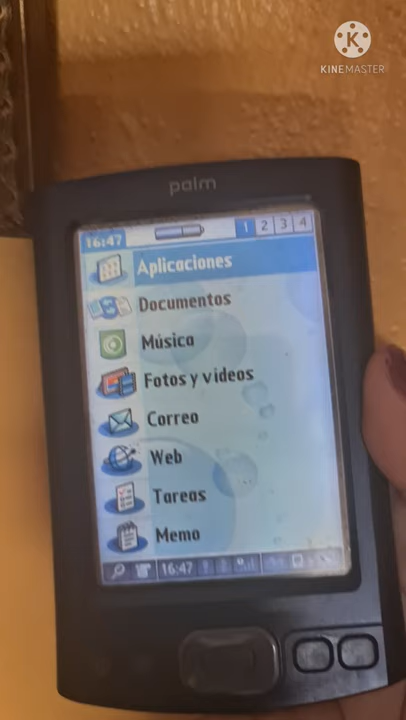 KINEMASTER
palm
16:47 1 2 3 4
Aplicaciones
Documentos
Música
Fotos y videos
Correo
Web
Tareas
Memo
16:47